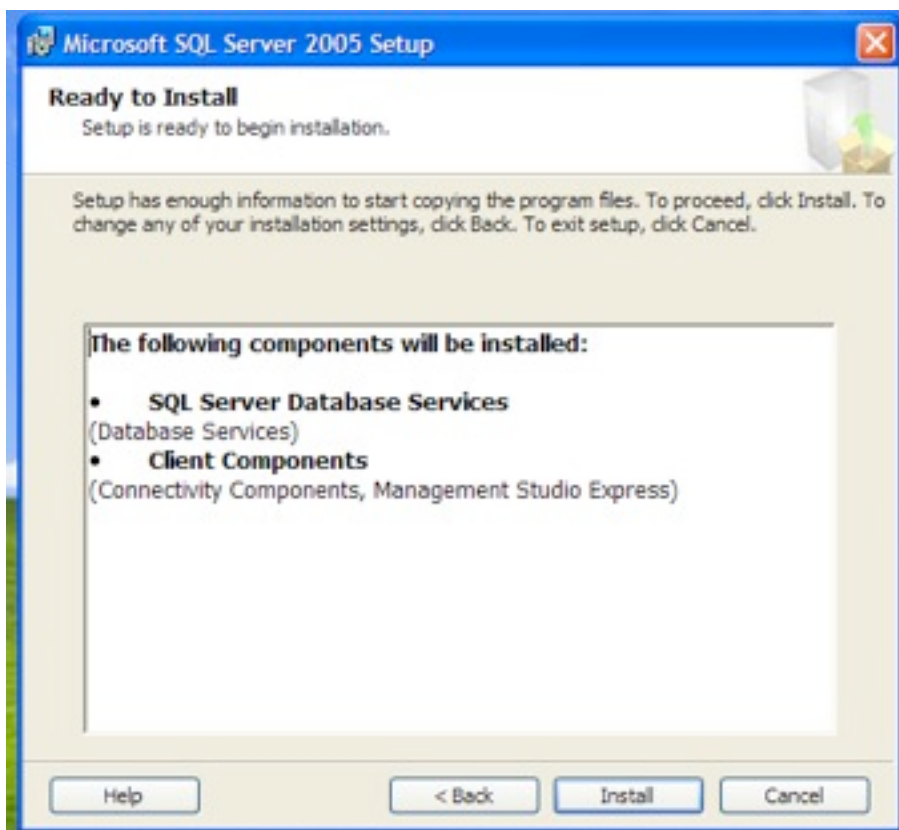 Microsoft SQL Server 2005 Setup
Ready to Install
Setup is ready to begin installation.
Setup has enough information to start copying the program files. To proceed, click Install. To
change any of your installation settings, click Back. To exit setup, click Cancel.
The following components will be installed:
• SQL Server Database Services
(Database Services)
• Client Components
(Connectivity Components, Management Studio Express)
Help
< Back
Install
Cancel